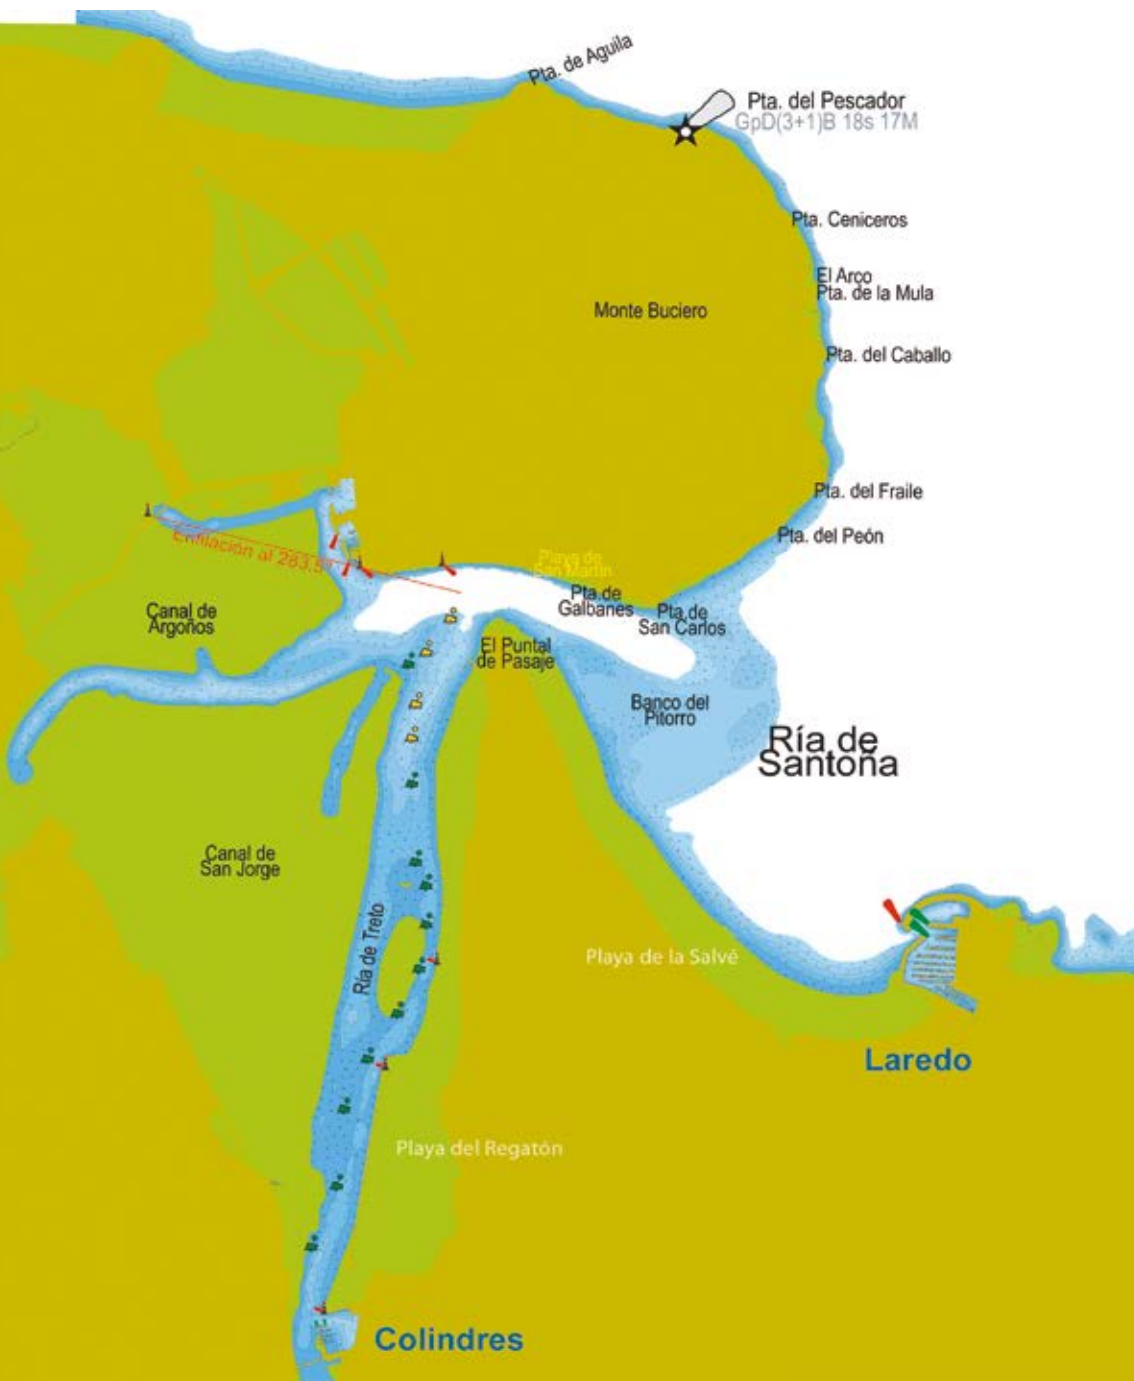 Pta. de Aguila
Pta. del Pescador
GpD(3+1)B 18s 17M
Pta. Ceniceros
El Arco
Pta. de la Mula
Monte Buciero
Pta. del Caballo
Pta. del Fraile
Pta. del Peón
Enfilación al 283,5º
Playa de
San Martín
Pta de
Galbanes
Pta de
San Carlos
Canal de
Argoños
El Puntal
de Pasaje
Banco del
Pitorro
Ría de
Santoña
Canal de
San Jorge
Ría de Treto
Playa de la Salvé
Laredo
Playa del Regatón
Colindres